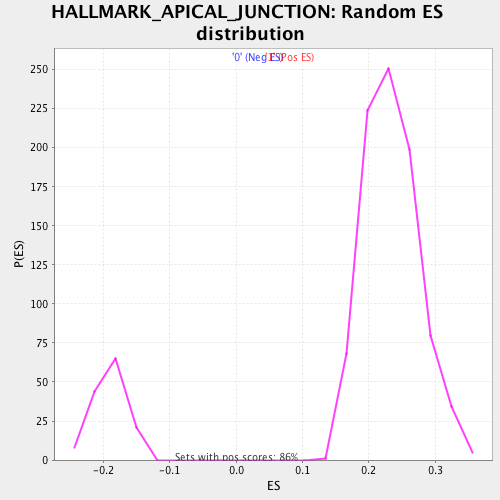 HALLMARK_APICAL_JUNCTION: Random ES
distribution
'0' (Neg ES)
(Pos ES)
250
225
200
175
150
125
100
75
50
25
0
P(ES)
Sets with pos scores: 86%
-0.2 -0.1 0.0 0.1 0.2 0.3
ES